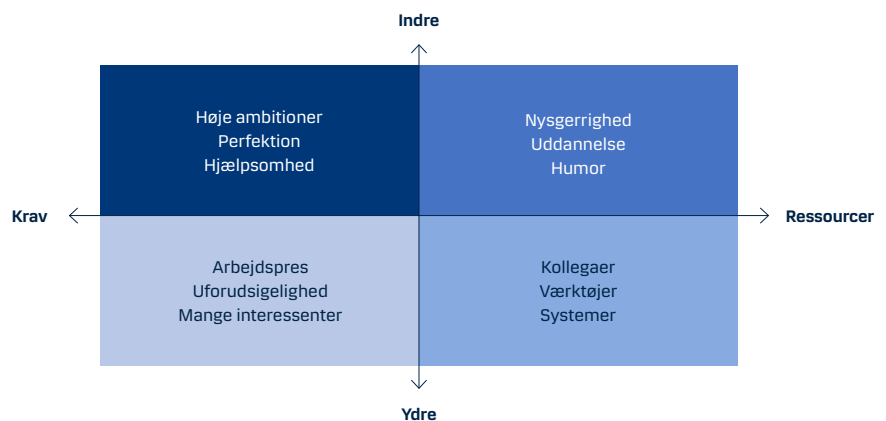 Indre
Høje ambitioner
Perfektion
Hjælpsomhed
Nysgerrighed
Uddannelse
Humor
Krav
Ressourcer
Arbejdspres
Uforudsigelighed
Mange interessenter
Kollegaer
Værktøjer
Systemer
Ydre